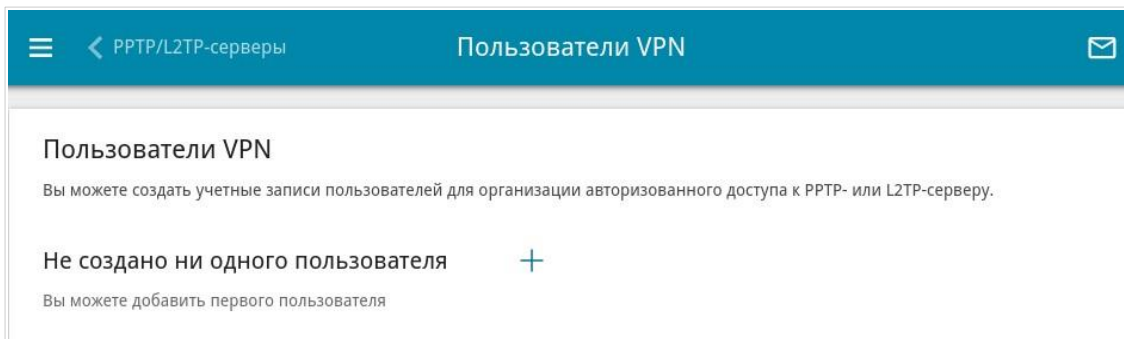 PPTP/L2TP-серверы
Пользователи VPN
Пользователи VPN
Вы можете создать учетные записи пользователей для организации авторизованного доступа к PPTP- или L2TP-серверу.
Не создано ни одного пользователя
Вы можете добавить первого пользователя